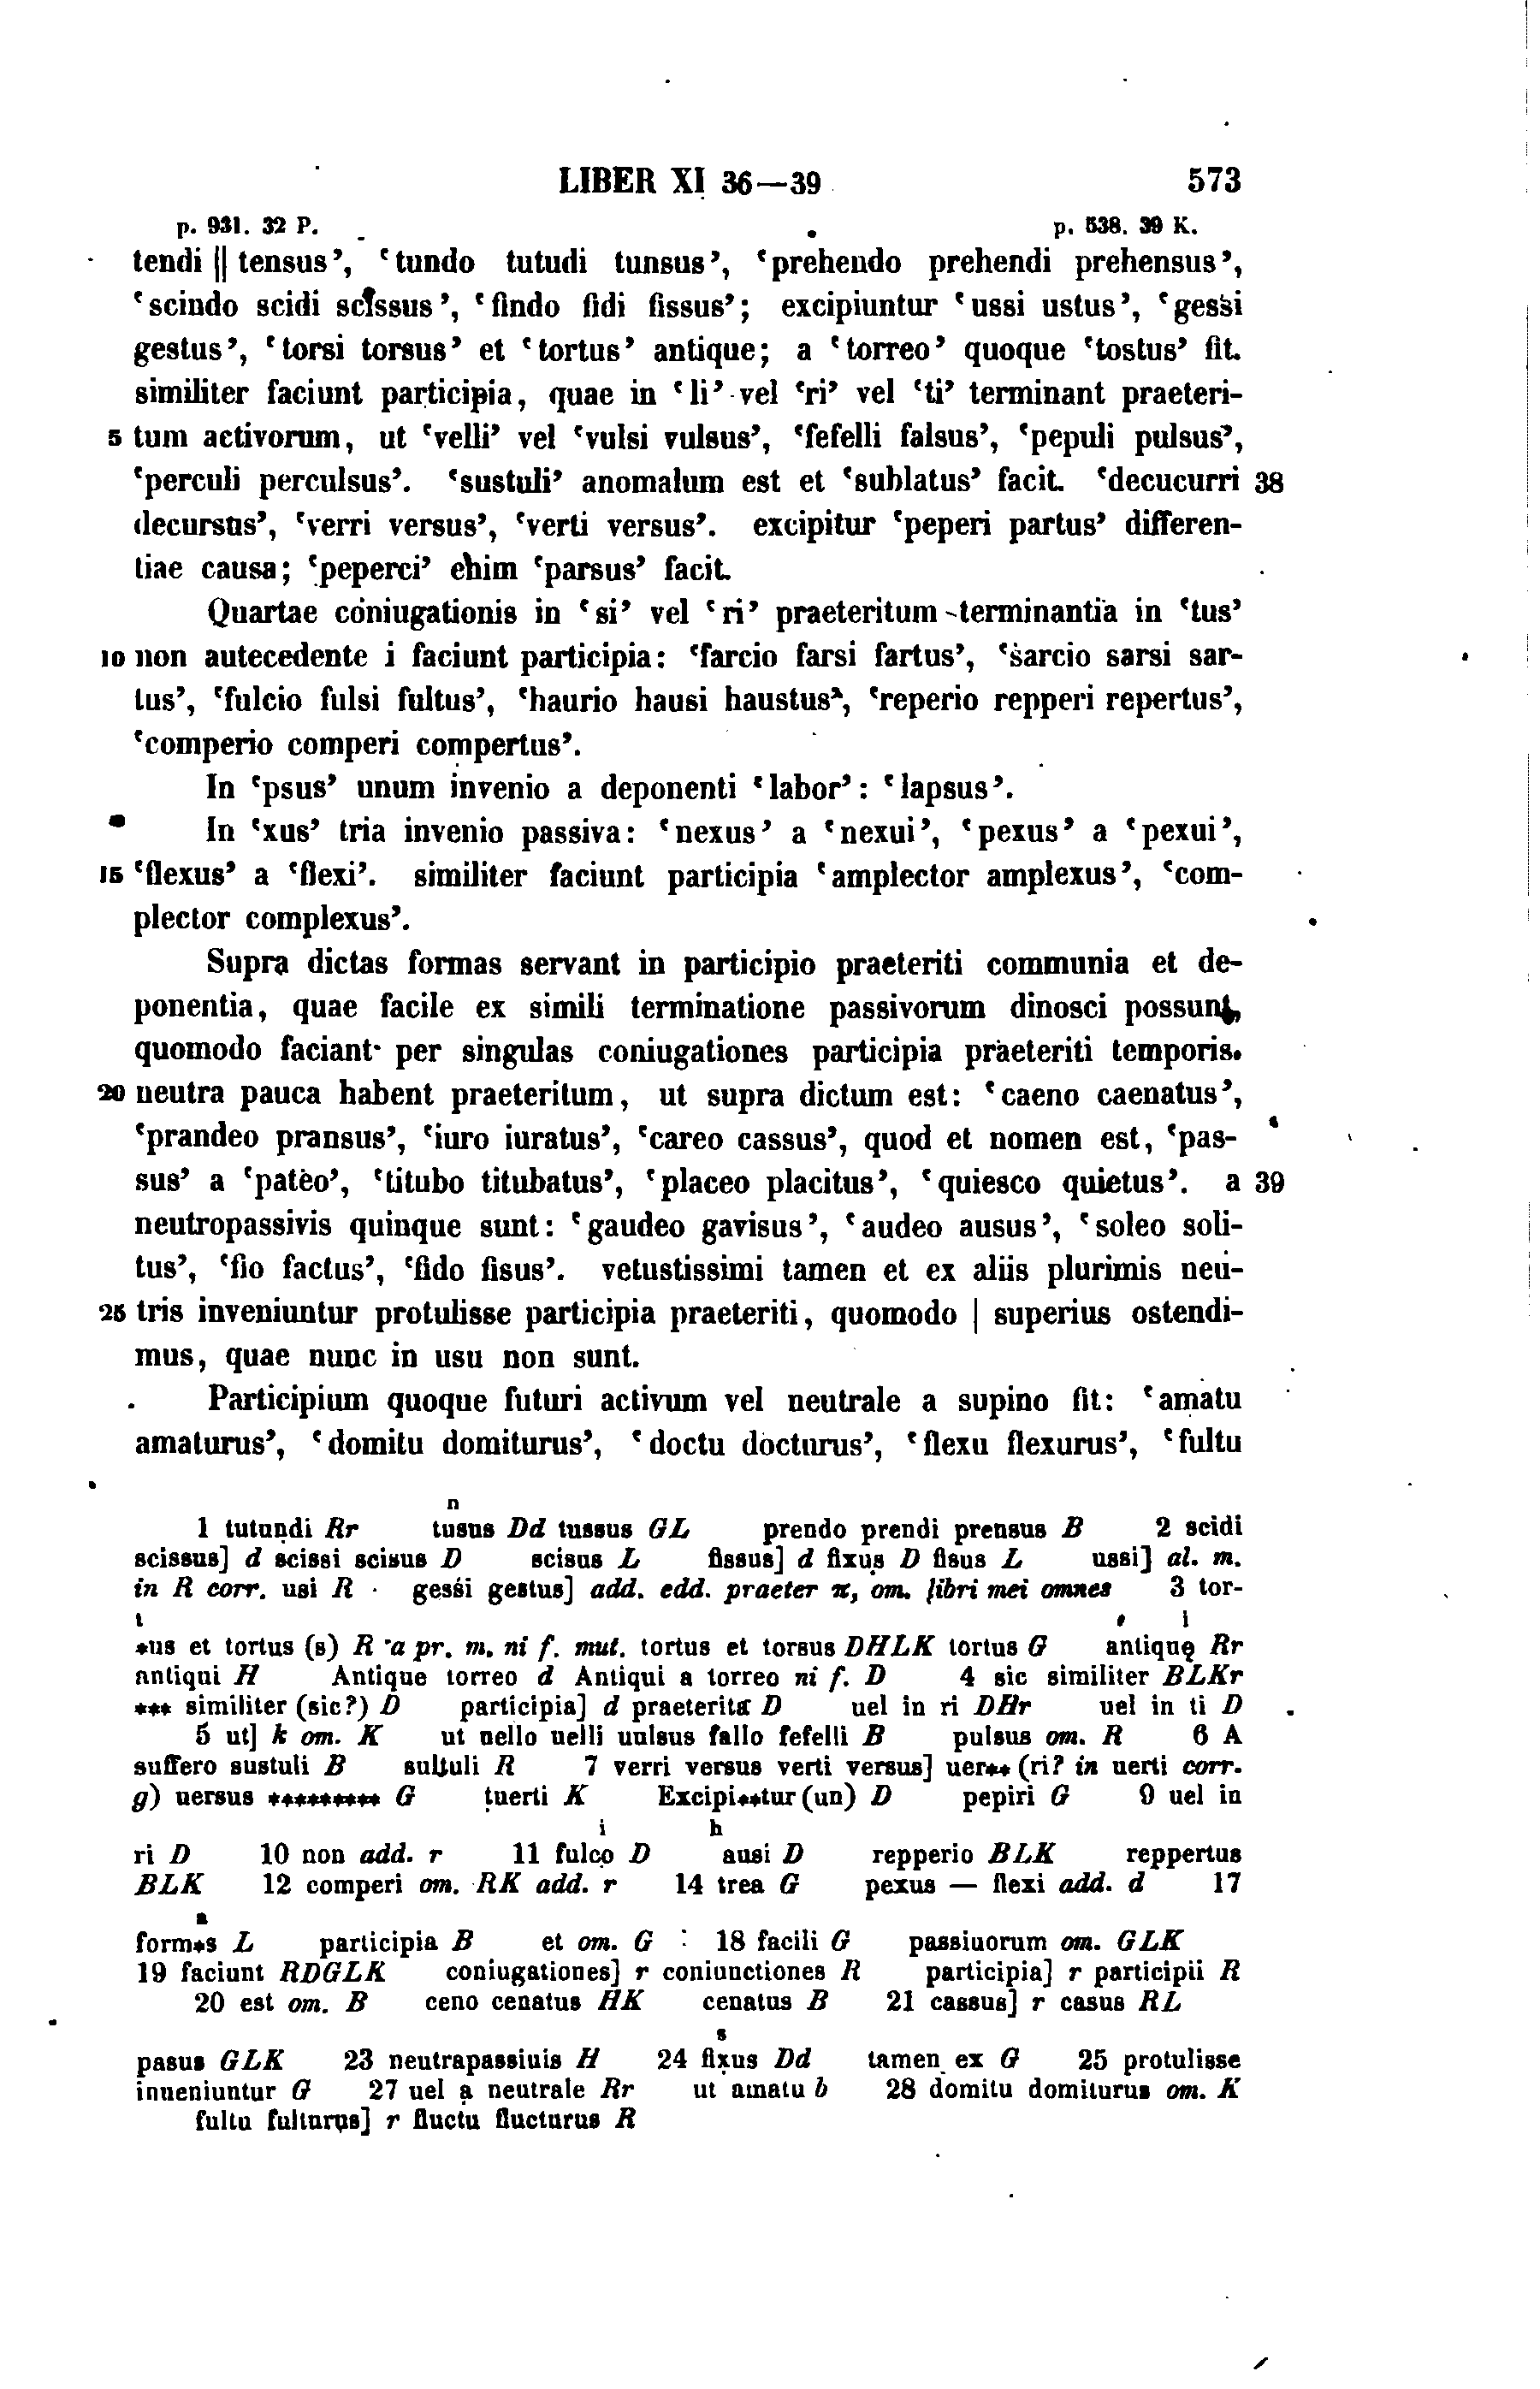 LIBER XI 36—39 573
p. 931. 32 P. p. 538. 39 K.
tendi || tensus’, ‘tundo tutudi tunsus’, ‘prehendo prehendi prehensus’,
‘scindo scidi scissus’, ‘findo fidi fissus’; excipiuntur ‘ussi ustus’, ‘gessi
gestus’, ‘torsi torsus’ et ‘tortus’ antique; a ‘torreo’ quoque ‘tostus’ fit.
similiter faciunt participia, quae in ‘li’ vel ‘ri’ vel ‘ti’ terminant praeteri-
5 tum activorum, ut ‘velli’ vel ‘vulsi vulsus’, ‘fefelli falsus’, ‘pepuli pulsus’,
‘perculi perculsus’. ‘sustuli’ anomalum est et ‘sublatus’ facit. ‘decucurri 38
decursus’, ‘verri versus’, ‘verti versus’. excipitur ‘peperi partus’ differen-
tiae causa; ‘peperci’ enim ‘parsus’ facit.
Quartae coniugationis in ‘si’ vel ‘ri’ praeteritum terminantia in ‘tus’
10 non antecedente i faciunt participia: ‘farcio farsi fartus’, ‘sarcio sarsi sar-
tus’, ‘fulcio fulsi fultus’, ‘haurio hausi haustus’, ‘reperio repperi repertus’,
‘comperio comperi compertus’.
In ‘psus’ unum invenio a deponenti ‘labor’: ‘lapsus’.
In ‘xus’ tria invenio passiva: ‘nexus’ a ‘nexui’, ‘pexus’ a ‘pexui’,
15 ‘flexus’ a ‘flexi’. similiter faciunt participia ‘amplector amplexus’, ‘com-
plector complexus’.
Supra dictas formas servant in participio praeteriti communia et de-
ponentia, quae facile ex simili terminatione passivorum dinosci possunt,
quomodo faciant per singulas coniugationes participia praeteriti temporis.
20 neutra pauca habent praeteritum, ut supra dictum est: ‘caeno caenatus’,
‘prandeo pransus’, ‘iuro iuratus’, ‘careo cassus’, quod et nomen est, ‘pas-
sus’ a ‘pateo’, ‘titubo titubatus’, ‘placeo placitus’, ‘quiesco quietus’. a 39
neutropassivis quinque sunt: ‘gaudeo gavisus’, ‘audeo ausus’, ‘soleo soli-
tus’, ‘fio factus’, ‘fido fisus’. vetustissimi tamen et ex aliis plurimis neu-
25 tris inveniuntur protulisse participia praeteriti, quomodo | superius ostendi-
mus, quae nunc in usu non sunt.
Participium quoque futuri activum vel neutrale a supino fit: ‘amatu
amaturus’, ‘domitu domiturus’, ‘doctu docturus’, ‘flexu flexurus’, ‘fultu
n
1 tutuṇdi Rr tusus Dd tussus GL prendo prendi prensus B 2 scidi
scissus] d scissi scisus D scisus L fissus] d fixus D fisus L ussi] al. m.
in R corr. usi R gessi gestus] add. edd. praeter x, om. libri mei omnes 3 tor-
t i
*us et tortus (s) R a pr. m. ni f. mut. tortus et torsus DHLK tortus G antique Rr
antiqui H Antique torreo d Antiqui a torreo ni f. D 4 sic similiter BLKr
*** similiter (sic?) D participia] d praeterita D uel in ri DHr uel in ti D
5 ut] k om. K ut uello uelli uulsus fallo fefelli B pulsus om. R 6 A
suffero sustuli B sultuli R 7 verri versus verti versus] uer** (ri? in uerti corr.
g) uersus ********* G tuerti K Excipi**tur (un) D pepiri G 9 uel in
i h
ri D 10 non add. r 11 fulco D ausi D repperio BLK reppertus
BLK 12 comperi om. RK add. r 14 trea G pexus — flexi add. d 17
a
form*s L participia B et om. G 18 facili G passiuorum om. GLK
19 faciunt RDGLK coniugationes] r coniunctiones R participia] r participii R
20 est om. B ceno cenatus HK cenatus B 21 cassus] r casus RL
s
pasus GLK 23 neutrapassiuis H 24 fixus Dd tamen ex G 25 protulisse
inueniuntur G 27 uel ạ neutrale Rr ut amatu b 28 domitu domiturus om. K
fultu fulturus] r fluctu flucturus R